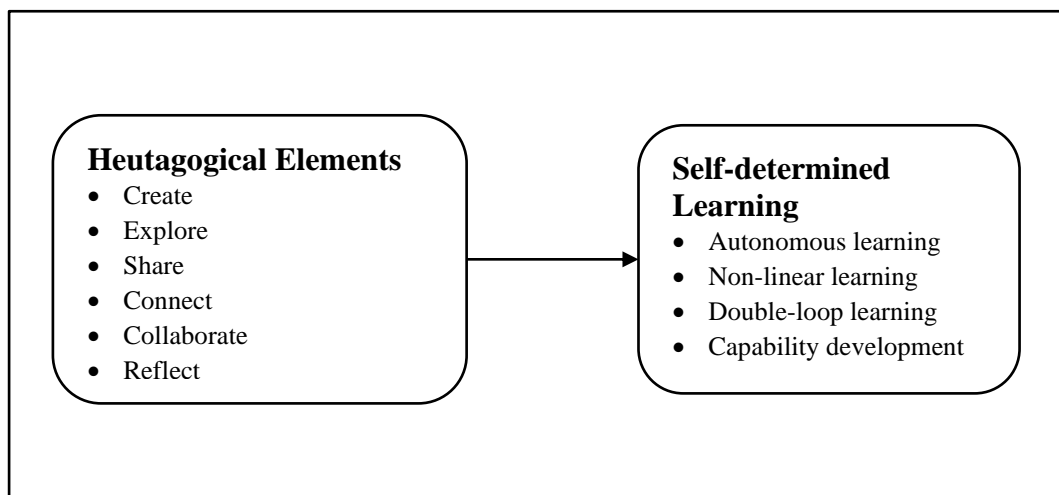 Heutagogical Elements
• Create
• Explore
• Share
• Connect
• Collaborate
• Reflect
Self-determined
Learning
• Autonomous learning
• Non-linear learning
• Double-loop learning
• Capability development